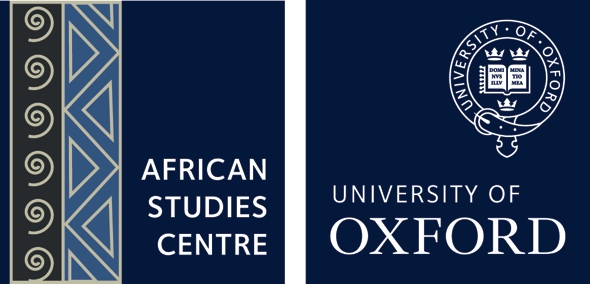 AFRICAN
STUDIES
CENTRE
UNIVERSITY · OF · OXFORD
DOMI MINA
NVS TIO
ILLV MEA
UNIVERSITY OF
OXFORD